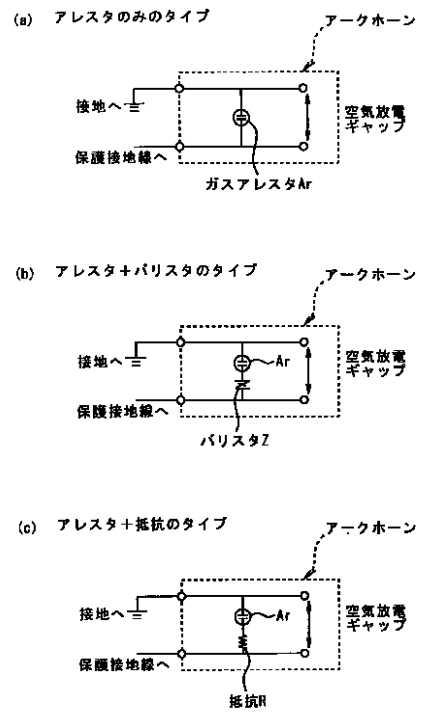 (a) アレスタのみのタイプ
アークホーン
接地へ
空気放電
ギャップ
保護接地線へ
ガスアレスタAr
(b) アレスタ+バリスタのタイプ
アークホーン
接地へ
Ar
空気放電
ギャップ
保護接地線へ
バリスタZ
(c) アレスタ+抵抗のタイプ
アークホーン
接地へ
Ar
空気放電
ギャップ
保護接地線へ
抵抗R